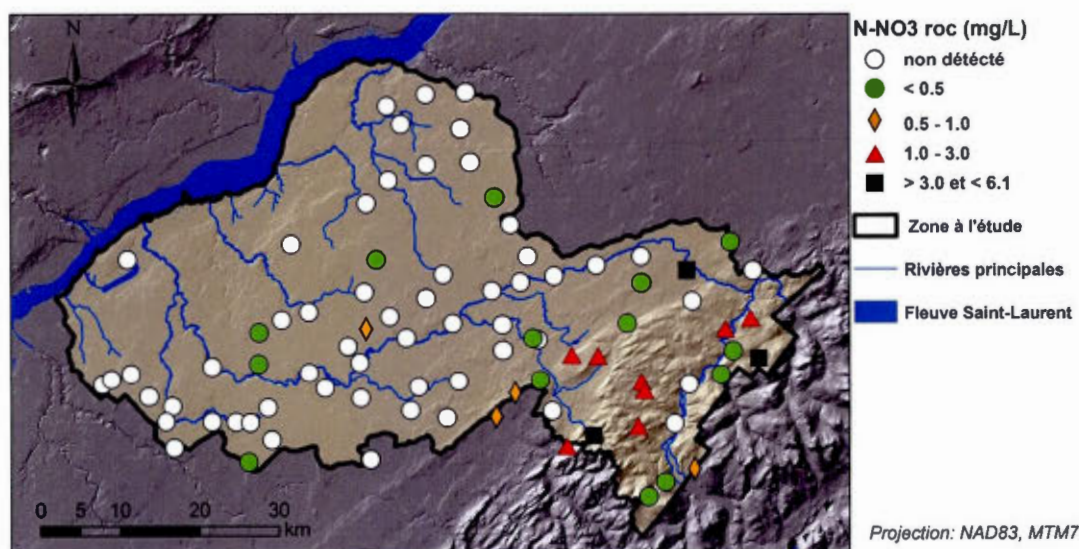 N
N-NO3 roc (mg/L)
non détécté
< 0.5
0.5 - 1.0
1.0 - 3.0
> 3.0 et < 6.1
Zone à l'étude
Rivières principales
Fleuve Saint-Laurent
0 5 10 20 30
km
Projection: NAD83, MTM7